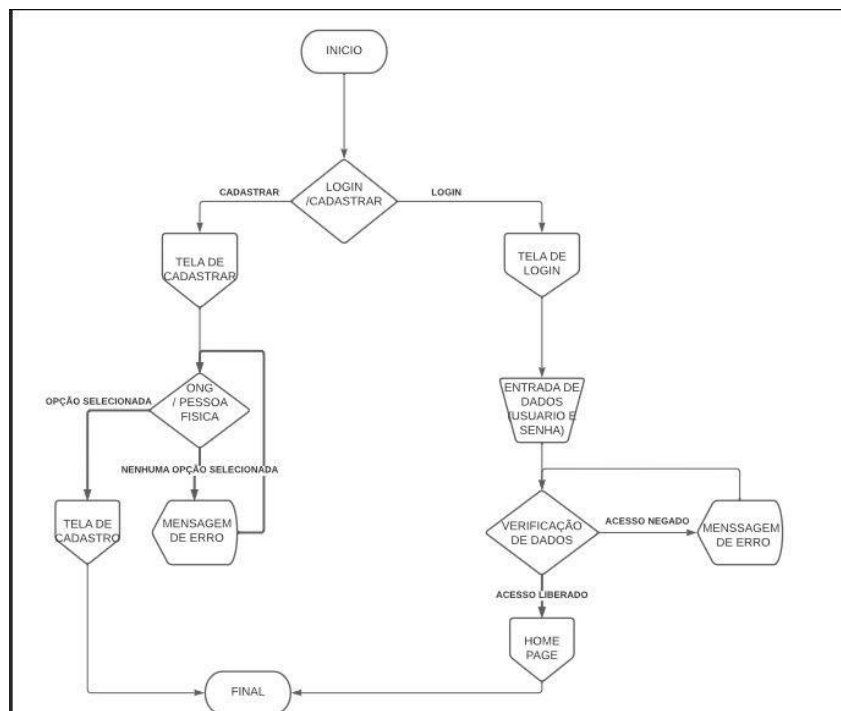 INICIO
LOGIN
/CADASTRAR
CADASTRAR
LOGIN
TELA DE
CADASTRAR
TELA DE
LOGIN
ONG
/ PESSOA
FISICA
OPÇÃO SELECIONADA
NENHUMA OPÇÃO SELECIONADA
ENTRADA DE
DADOS
(USUARIO E
SENHA)
TELA DE
CADASTRO
MENSAGEM
DE ERRO
VERIFICAÇÃO
DE DADOS
ACESSO NEGADO
MENSSAGEM
DE ERRO
ACESSO LIBERADO
HOME
PAGE
FINAL